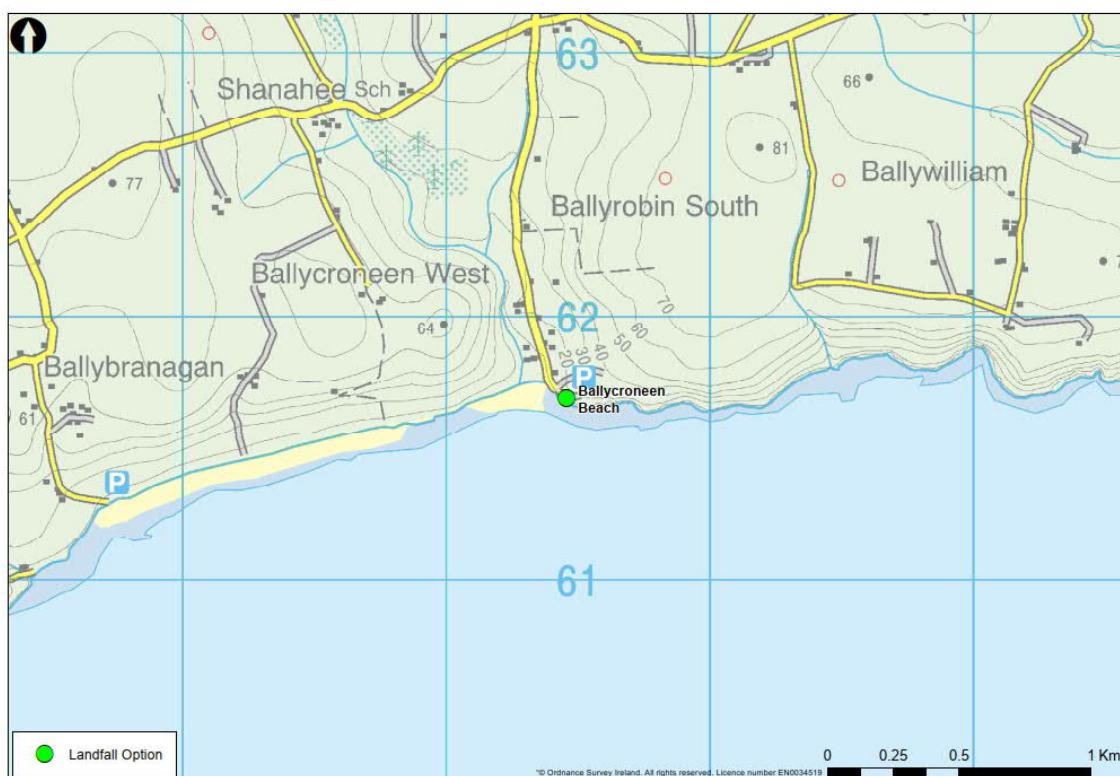 63
Shanahee Sch
66
81
77
Ballywilliam
Ballyrobin South
Ballycroneen West
70
60
50
40
30
20
62
64
Ballybranagan
P
Ballycroneen
Beach
61
P
61
Landfall Option
0 0.25 0.5 1 Km
"© Ordnance Survey Ireland. All rights reserved. Licence number EN0034519